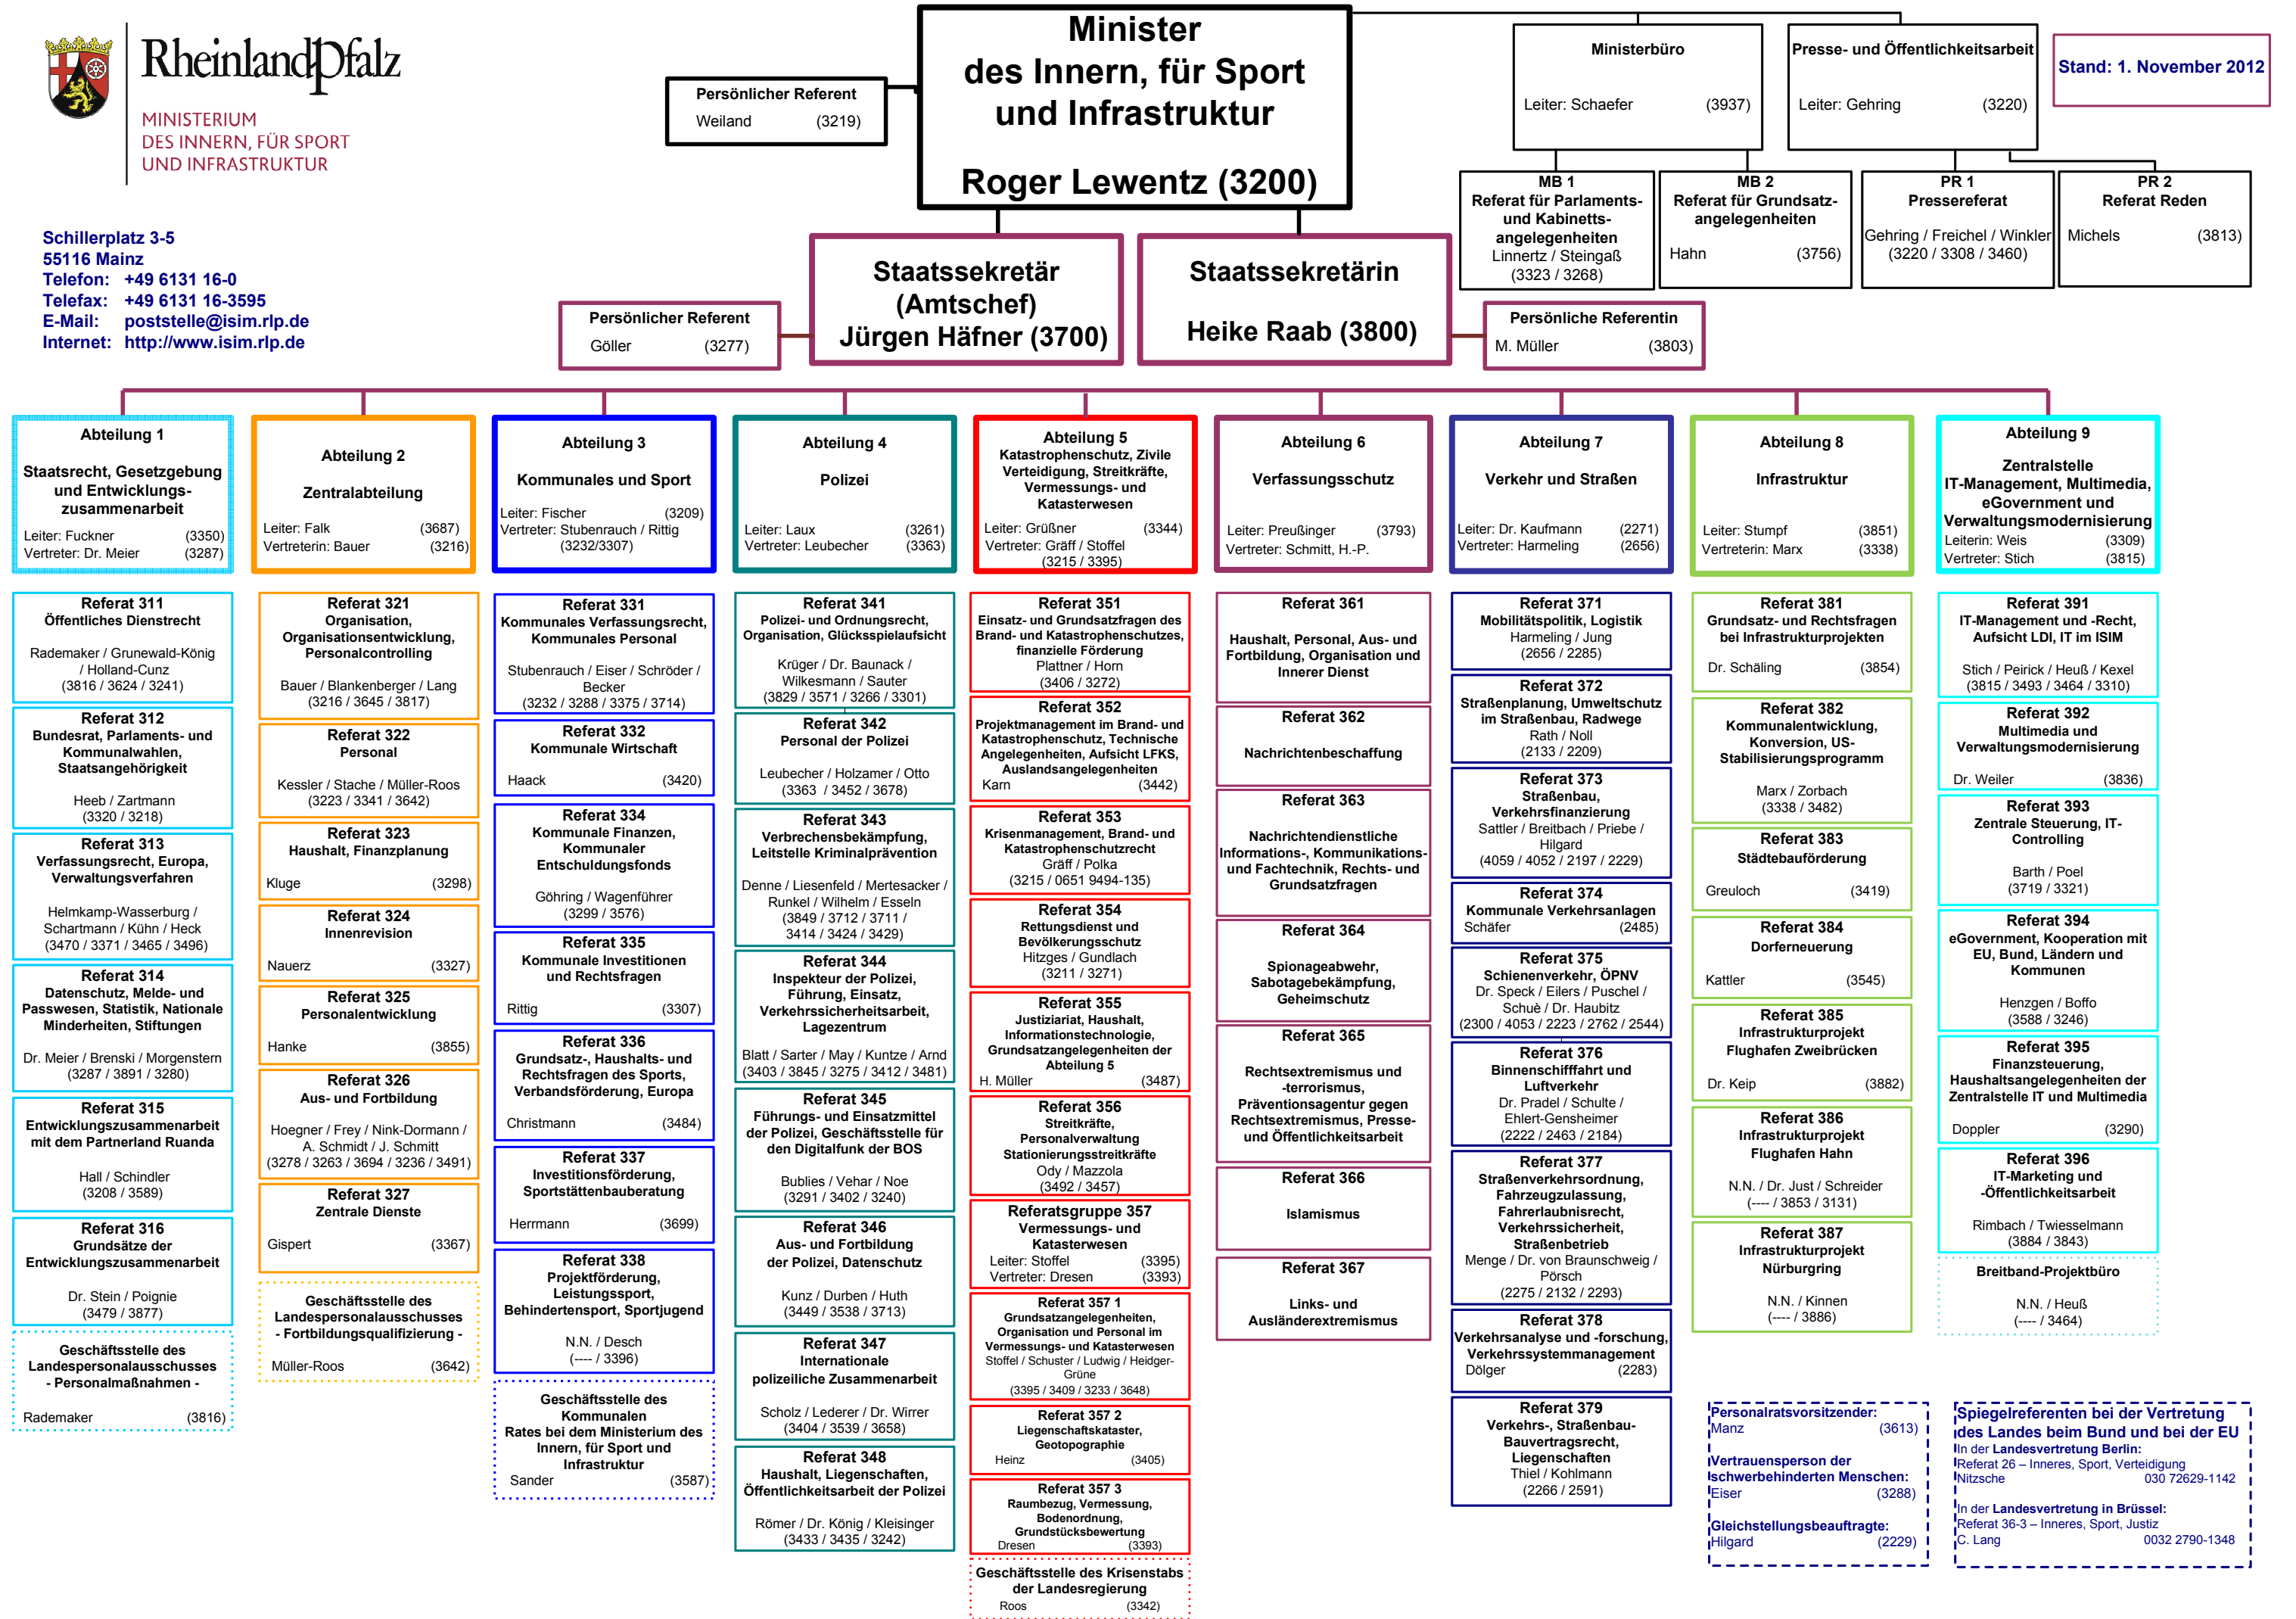 RheinlandPfalz
MINISTERIUM
DES INNERN, FÜR SPORT
UND INFRASTRUKTUR
Schillerplatz 3-5
55116 Mainz
Telefon: +49 6131 16-0
Telefax: +49 6131 16-3595
E-Mail: poststelle@isim.rlp.de
Internet: http://www.isim.rlp.de
Persönlicher Referent
Weiland (3219)
Minister
des Innern, für Sport
und Infrastruktur
Roger Lewentz (3200)
Ministerbüro
Leiter: Schaefer (3937)
Presse- und Öffentlichkeitsarbeit
Leiter: Gehring (3220)
Stand: 1. November 2012
MB 1
Referat für Parlaments-
und Kabinetts-
angelegenheiten
Linnertz / Steingaß
(3323 / 3268)
MB 2
Referat für Grundsatz-
angelegenheiten
Hahn (3756)
PR 1
Pressereferat
Gehring / Freichel / Winkler
(3220 / 3308 / 3460)
PR 2
Referat Reden
Michels (3813)
Persönlicher Referent
Göller (3277)
Staatssekretär
(Amtschef)
Jürgen Häfner (3700)
Staatssekretärin
Heike Raab (3800)
Persönliche Referentin
M. Müller (3803)
Abteilung 1
Staatsrecht, Gesetzgebung
und Entwicklungs-
zusammenarbeit
Leiter: Fuckner (3350)
Vertreter: Dr. Meier (3287)
Referat 311
Öffentliches Dienstrecht
Rademaker / Grunewald-König
/ Holland-Cunz
(3816 / 3624 / 3241)
Referat 312
Bundesrat, Parlaments- und
Kommunalwahlen,
Staatsangehörigkeit
Heeb / Zartmann
(3320 / 3218)
Referat 313
Verfassungsrecht, Europa,
Verwaltungsverfahren
Helmkamp-Wasserburg /
Schartmann / Kühn / Heck
(3470 / 3371 / 3465 / 3496)
Referat 314
Datenschutz, Melde- und
Passwesen, Statistik, Nationale
Minderheiten, Stiftungen
Dr. Meier / Brenski / Morgenstern
(3287 / 3891 / 3280)
Referat 315
Entwicklungszusammenarbeit
mit dem Partnerland Ruanda
Hall / Schindler
(3208 / 3589)
Referat 316
Grundsätze der
Entwicklungszusammenarbeit
Dr. Stein / Poignie
(3479 / 3877)
Geschäftsstelle des
Landespersonalausschusses
- Personalmaßnahmen -
Rademaker (3816)
Abteilung 2
Zentralabteilung
Leiter: Falk (3687)
Vertreterin: Bauer (3216)
Referat 321
Organisation,
Organisationsentwicklung,
Personalcontrolling
Bauer / Blankenberger / Lang
(3216 / 3645 / 3817)
Referat 322
Personal
Kessler / Stache / Müller-Roos
(3223 / 3341 / 3642)
Referat 323
Haushalt, Finanzplanung
Kluge (3298)
Referat 324
Innenrevision
Nauerz (3327)
Referat 325
Personalentwicklung
Hanke (3855)
Referat 326
Aus- und Fortbildung
Hoegner / Frey / Nink-Dormann /
A. Schmidt / J. Schmitt
(3278 / 3263 / 3694 / 3236 / 3491)
Referat 327
Zentrale Dienste
Gispert (3367)
Geschäftsstelle des
Landespersonalausschusses
- Fortbildungsqualifizierung -
Müller-Roos (3642)
Abteilung 3
Kommunales und Sport
Leiter: Fischer (3209)
Vertreter: Stubenrauch / Rittig
(3232/3307)
Referat 331
Kommunales Verfassungsrecht,
Kommunales Personal
Stubenrauch / Eiser / Schröder /
Becker
(3232 / 3288 / 3375 / 3714)
Referat 332
Kommunale Wirtschaft
Haack (3420)
Referat 334
Kommunale Finanzen,
Kommunaler
Entschuldungsfonds
Göhring / Wagenführer
(3299 / 3576)
Referat 335
Kommunale Investitionen
und Rechtsfragen
Rittig (3307)
Referat 336
Grundsatz-, Haushalts- und
Rechtsfragen des Sports,
Verbandsförderung, Europa
Christmann (3484)
Referat 337
Investitionsförderung,
Sportstättenbauberatung
Herrmann (3699)
Referat 338
Projektförderung,
Leistungssport,
Behindertensport, Sportjugend
N.N. / Desch
(---- / 3396)
Geschäftsstelle des
Kommunalen
Rates bei dem Ministerium des
Innern, für Sport und
Infrastruktur
Sander (3587)
Abteilung 4
Polizei
Leiter: Laux (3261)
Vertreter: Leubecher (3363)
Referat 341
Polizei- und Ordnungsrecht,
Organisation, Glücksspielaufsicht
Krüger / Dr. Baunack /
Wilkesmann / Sauter
(3829 / 3571 / 3266 / 3301)
Referat 342
Personal der Polizei
Leubecher / Holzamer / Otto
(3363 / 3452 / 3678)
Referat 343
Verbrechensbekämpfung,
Leitstelle Kriminalprävention
Denne / Liesenfeld / Mertesacker /
Runkel / Wilhelm / Esseln
(3849 / 3712 / 3711 /
3414 / 3424 / 3429)
Referat 344
Inspekteur der Polizei,
Führung, Einsatz,
Verkehrssicherheitsarbeit,
Lagezentrum
Blatt / Sarter / May / Kuntze / Arnd
(3403 / 3845 / 3275 / 3412 / 3481)
Referat 345
Führungs- und Einsatzmittel
der Polizei, Geschäftsstelle für
den Digitalfunk der BOS
Bublies / Vehar / Noe
(3291 / 3402 / 3240)
Referat 346
Aus- und Fortbildung
der Polizei, Datenschutz
Kunz / Durben / Huth
(3449 / 3538 / 3713)
Referat 347
Internationale
polizeiliche Zusammenarbeit
Scholz / Lederer / Dr. Wirrer
(3404 / 3539 / 3658)
Referat 348
Haushalt, Liegenschaften,
Öffentlichkeitsarbeit der Polizei
Römer / Dr. König / Kleisinger
(3433 / 3435 / 3242)
Abteilung 5
Katastrophenschutz, Zivile
Verteidigung, Streitkräfte,
Vermessungs- und
Katasterwesen
Leiter: Grüßner (3344)
Vertreter: Gräff / Stoffel
(3215 / 3395)
Referat 351
Einsatz- und Grundsatzfragen des
Brand- und Katastrophenschutzes,
finanzielle Förderung
Plattner / Horn
(3406 / 3272)
Referat 352
Projektmanagement im Brand- und
Katastrophenschutz, Technische
Angelegenheiten, Aufsicht LFKS,
Auslandsangelegenheiten
Karn (3442)
Referat 353
Krisenmanagement, Brand- und
Katastrophenschutzrecht
Gräff / Polka
(3215 / 0651 9494-135)
Referat 354
Rettungsdienst und
Bevölkerungsschutz
Hitzges / Gundlach
(3211 / 3271)
Referat 355
Justiziariat, Haushalt,
Informationstechnologie,
Grundsatzangelegenheiten der
Abteilung 5
H. Müller (3487)
Referat 356
Streitkräfte,
Personalverwaltung
Stationierungsstreitkräfte
Ody / Mazzola
(3492 / 3457)
Referatsgruppe 357
Vermessungs- und
Katasterwesen
Leiter: Stoffel (3395)
Vertreter: Dresen (3393)
Referat 357 1
Grundsatzangelegenheiten,
Organisation und Personal im
Vermessungs- und Katasterwesen
Stoffel / Schuster / Ludwig / Heidger-
Grüne
(3395 / 3409 / 3233 / 3648)
Referat 357 2
Liegenschaftskataster,
Geotopographie
Heinz (3405)
Referat 357 3
Raumbezug, Vermessung,
Bodenordnung,
Grundstücksbewertung
Dresen (3393)
Geschäftsstelle des Krisenstabs
der Landesregierung
Roos (3342)
Abteilung 6
Verfassungsschutz
Leiter: Preußinger (3793)
Vertreter: Schmitt, H.-P.
Referat 361
Haushalt, Personal, Aus- und
Fortbildung, Organisation und
Innerer Dienst
Referat 362
Nachrichtenbeschaffung
Referat 363
Nachrichtendienstliche
Informations-, Kommunikations-
und Fachtechnik, Rechts- und
Grundsatzfragen
Referat 364
Spionageabwehr,
Sabotagebekämpfung,
Geheimschutz
Referat 365
Rechtsextremismus und
-terrorismus,
Präventionsagentur gegen
Rechtsextremismus, Presse-
und Öffentlichkeitsarbeit
Referat 366
Islamismus
Referat 367
Links- und
Ausländerextremismus
Abteilung 7
Verkehr und Straßen
Leiter: Dr. Kaufmann (2271)
Vertreter: Harmeling (2656)
Referat 371
Mobilitätspolitik, Logistik
Harmeling / Jung
(2656 / 2285)
Referat 372
Straßenplanung, Umweltschutz
im Straßenbau, Radwege
Rath / Noll
(2133 / 2209)
Referat 373
Straßenbau,
Verkehrsfinanzierung
Sattler / Breitbach / Priebe /
Hilgard
(4059 / 4052 / 2197 / 2229)
Referat 374
Kommunale Verkehrsanlagen
Schäfer (2485)
Referat 375
Schienenverkehr, ÖPNV
Dr. Speck / Eilers / Puschel /
Schuè / Dr. Haubitz
(2300 / 4053 / 2223 / 2762 / 2544)
Referat 376
Binnenschifffahrt und
Luftverkehr
Dr. Pradel / Schulte /
Ehlert-Gensheimer
(2222 / 2463 / 2184)
Referat 377
Straßenverkehrsordnung,
Fahrzeugzulassung,
Fahrerlaubnisrecht,
Verkehrssicherheit,
Straßenbetrieb
Menge / Dr. von Braunschweig /
Pörsch
(2275 / 2132 / 2293)
Referat 378
Verkehrsanalyse und -forschung,
Verkehrssystemmanagement
Dölger (2283)
Referat 379
Verkehrs-, Straßenbau-
Bauvertragsrecht,
Liegenschaften
Thiel / Kohlmann
(2266 / 2591)
Abteilung 8
Infrastruktur
Leiter: Stumpf (3851)
Vertreterin: Marx (3338)
Referat 381
Grundsatz- und Rechtsfragen
bei Infrastrukturprojekten
Dr. Schäling (3854)
Referat 382
Kommunalentwicklung,
Konversion, US-
Stabilisierungsprogramm
Marx / Zorbach
(3338 / 3482)
Referat 383
Städtebauförderung
Greuloch (3419)
Referat 384
Dorferneuerung
Kattler (3545)
Referat 385
Infrastrukturprojekt
Flughafen Zweibrücken
Dr. Keip (3882)
Referat 386
Infrastrukturprojekt
Flughafen Hahn
N.N. / Dr. Just / Schreider
(---- / 3853 / 3131)
Referat 387
Infrastrukturprojekt
Nürburgring
N.N. / Kinnen
(---- / 3886)
Abteilung 9
Zentralstelle
IT-Management, Multimedia,
eGovernment und
Verwaltungsmodernisierung
Leiterin: Weis (3309)
Vertreter: Stich (3815)
Referat 391
IT-Management und -Recht,
Aufsicht LDI, IT im ISIM
Stich / Peirick / Heuß / Kexel
(3815 / 3493 / 3464 / 3310)
Referat 392
Multimedia und
Verwaltungsmodernisierung
Dr. Weiler (3836)
Referat 393
Zentrale Steuerung, IT-
Controlling
Barth / Poel
(3719 / 3321)
Referat 394
eGovernment, Kooperation mit
EU, Bund, Ländern und
Kommunen
Henzgen / Boffo
(3588 / 3246)
Referat 395
Finanzsteuerung,
Haushaltsangelegenheiten der
Zentralstelle IT und Multimedia
Doppler (3290)
Referat 396
IT-Marketing und
-Öffentlichkeitsarbeit
Rimbach / Twiesselmann
(3884 / 3843)
Breitband-Projektbüro
N.N. / Heuß
(---- / 3464)
Personalratsvorsitzender:
Manz (3613)
Vertrauensperson der
schwerbehinderten Menschen:
Eiser (3288)
Gleichstellungsbeauftragte:
Hilgard (2229)
Spiegelreferenten bei der Vertretung
des Landes beim Bund und bei der EU
In der Landesvertretung Berlin:
Referat 26 – Inneres, Sport, Verteidigung
Nitzsche 030 72629-1142
In der Landesvertretung in Brüssel:
Referat 36-3 – Inneres, Sport, Justiz
C. Lang 0032 2790-1348